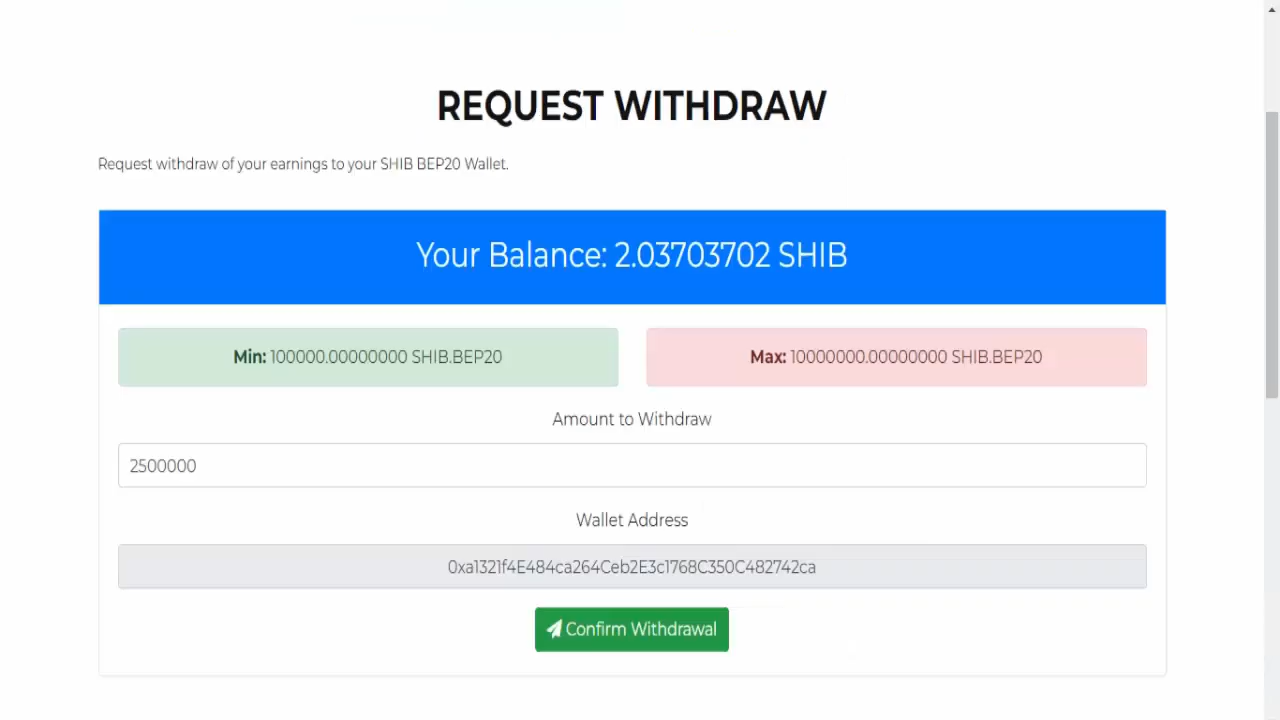 REQUEST WITHDRAW
Request withdraw of your earnings to your SHIB BEP20 Wallet.
Your Balance: 2.03703702 SHIB
Min: 100000.00000000 SHIB.BEP20
Max: 10000000.00000000 SHIB.BEP20
Amount to Withdraw
2500000
Wallet Address
0xa1321f4E484ca264Ceb2E3c1768C350C482742ca
Confirm Withdrawal